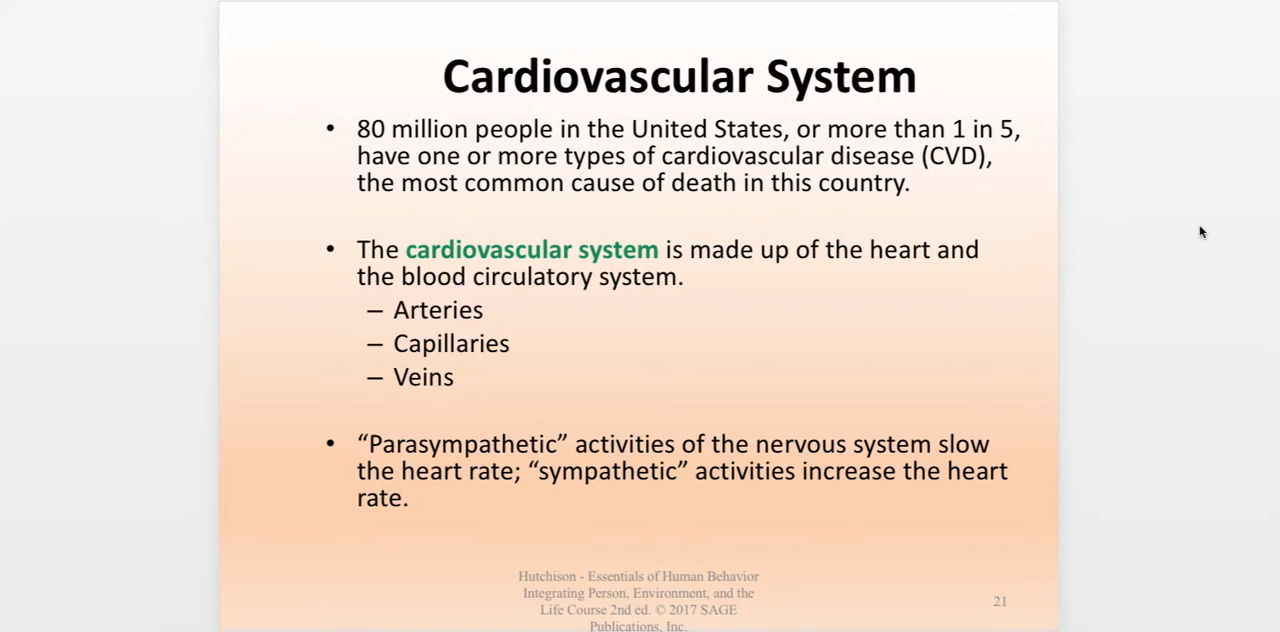 Cardiovascular System
• 80 million people in the United States, or more than 1 in 5,
have one or more types of cardiovascular disease (CVD),
the most common cause of death in this country.
• The cardiovascular system is made up of the heart and
the blood circulatory system.
– Arteries
– Capillaries
– Veins
• “Parasympathetic” activities of the nervous system slow
the heart rate; “sympathetic” activities increase the heart
rate.
Hutchison - Essentials of Human Behavior
Integrating Person, Environment, and the
Life Course 2nd ed. © 2017 SAGE
Publications, Inc.
21